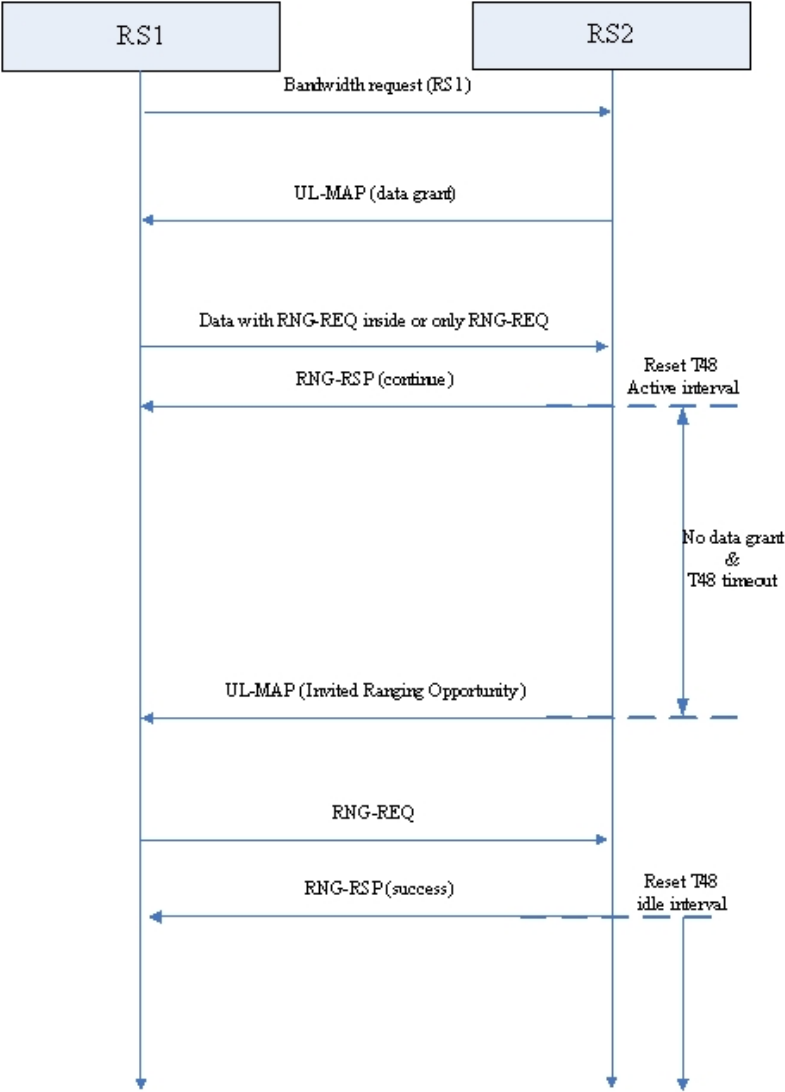 RS1
RS2
Bandwidth request (RS1)
UL-MAP (data grant)
Data with RNG-REQ inside or only RNG-REQ
RNG-RSP (continue)
Reset T48
Active interval
No data grant
&
T48 timeout
UL-MAP (Invited Ranging Opportunity)
RNG-REQ
RNG-RSP (success)
Reset T48
idle interval